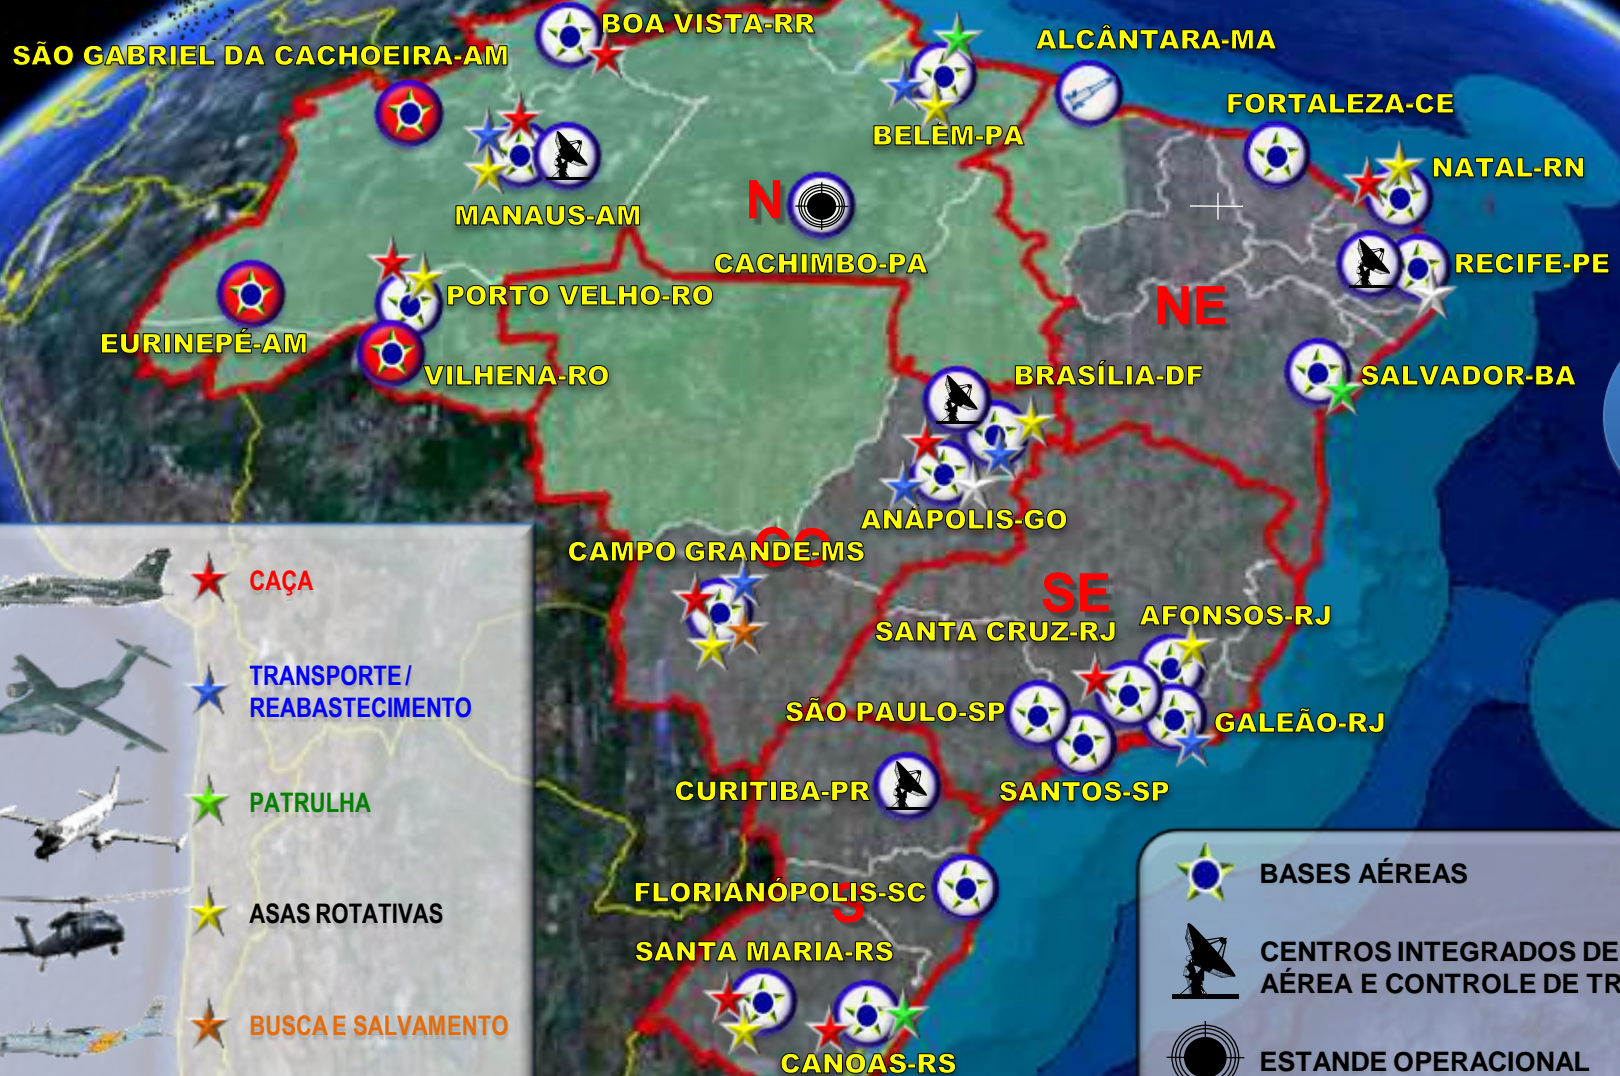 BOA VISTA-RR
SÃO GABRIEL DA CACHOEIRA-AM
ALCÂNTARA-MA
FORTALEZA-CE
BELÉM-PA
NATAL-RN
MANAUS-AM
N
CACHIMBO-PA
RECIFE-PE
PORTO VELHO-RO
NE
EURINEPÉ-AM
VILHENA-RO
BRASÍLIA-DF
SALVADOR-BA
ANÁPOLIS-GO
CO
CAMPO GRANDE-MS
SE
AFONSOS-RJ
SANTA CRUZ-RJ
SÃO PAULO-SP
GALEÃO-RJ
CURITIBA-PR
SANTOS-SP
FLORIANÓPOLIS-SC
S
SANTA MARIA-RS
CANOAS-RS
CAÇA
TRANSPORTE /
REABASTECIMENTO
PATRULHA
ASAS ROTATIVAS
BUSCA E SALVAMENTO
BASES AÉREAS
CENTROS INTEGRADOS DE
AÉREA E CONTROLE DE TR
ESTANDE OPERACIONAL